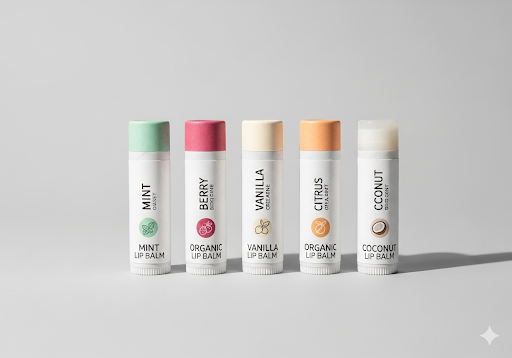 MINT
MINT
LIP BALM
BERRY
ORGANIC
LIP BALM
VANILLA
VANILLA
LIP BALM
CITRUS
ORGANIC
LIP BALM
CCONUT
COCONUT
LIP BALM